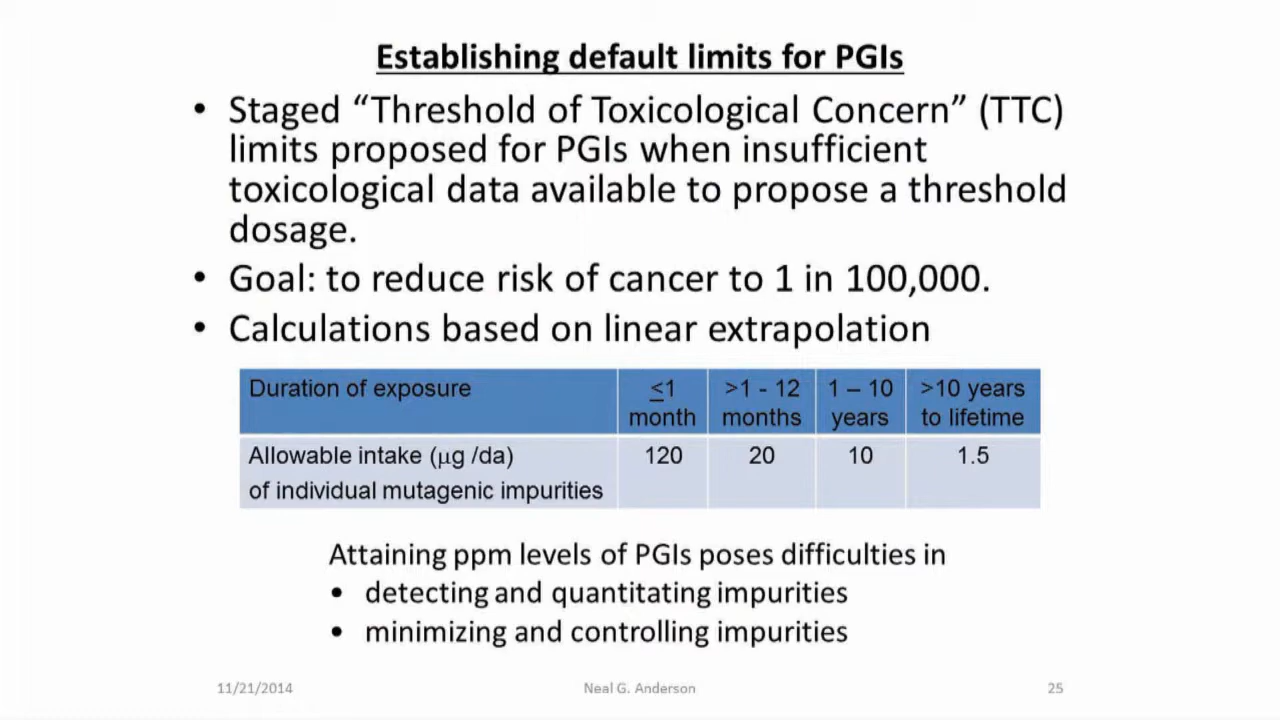 Establishing default limits for PGIs
• Staged “Threshold of Toxicological Concern” (TTC)
limits proposed for PGIs when insufficient
toxicological data available to propose a threshold
dosage.
• Goal: to reduce risk of cancer to 1 in 100,000.
• Calculations based on linear extrapolation
Duration of exposure ≤1 month >1 - 12 months 1 – 10 years >10 years to lifetime
Allowable intake (μg /da) 120 20 10 1.5
of individual mutagenic impurities
Attaining ppm levels of PGIs poses difficulties in
• detecting and quantitating impurities
• minimizing and controlling impurities
11/21/2014 Neal G. Anderson 25